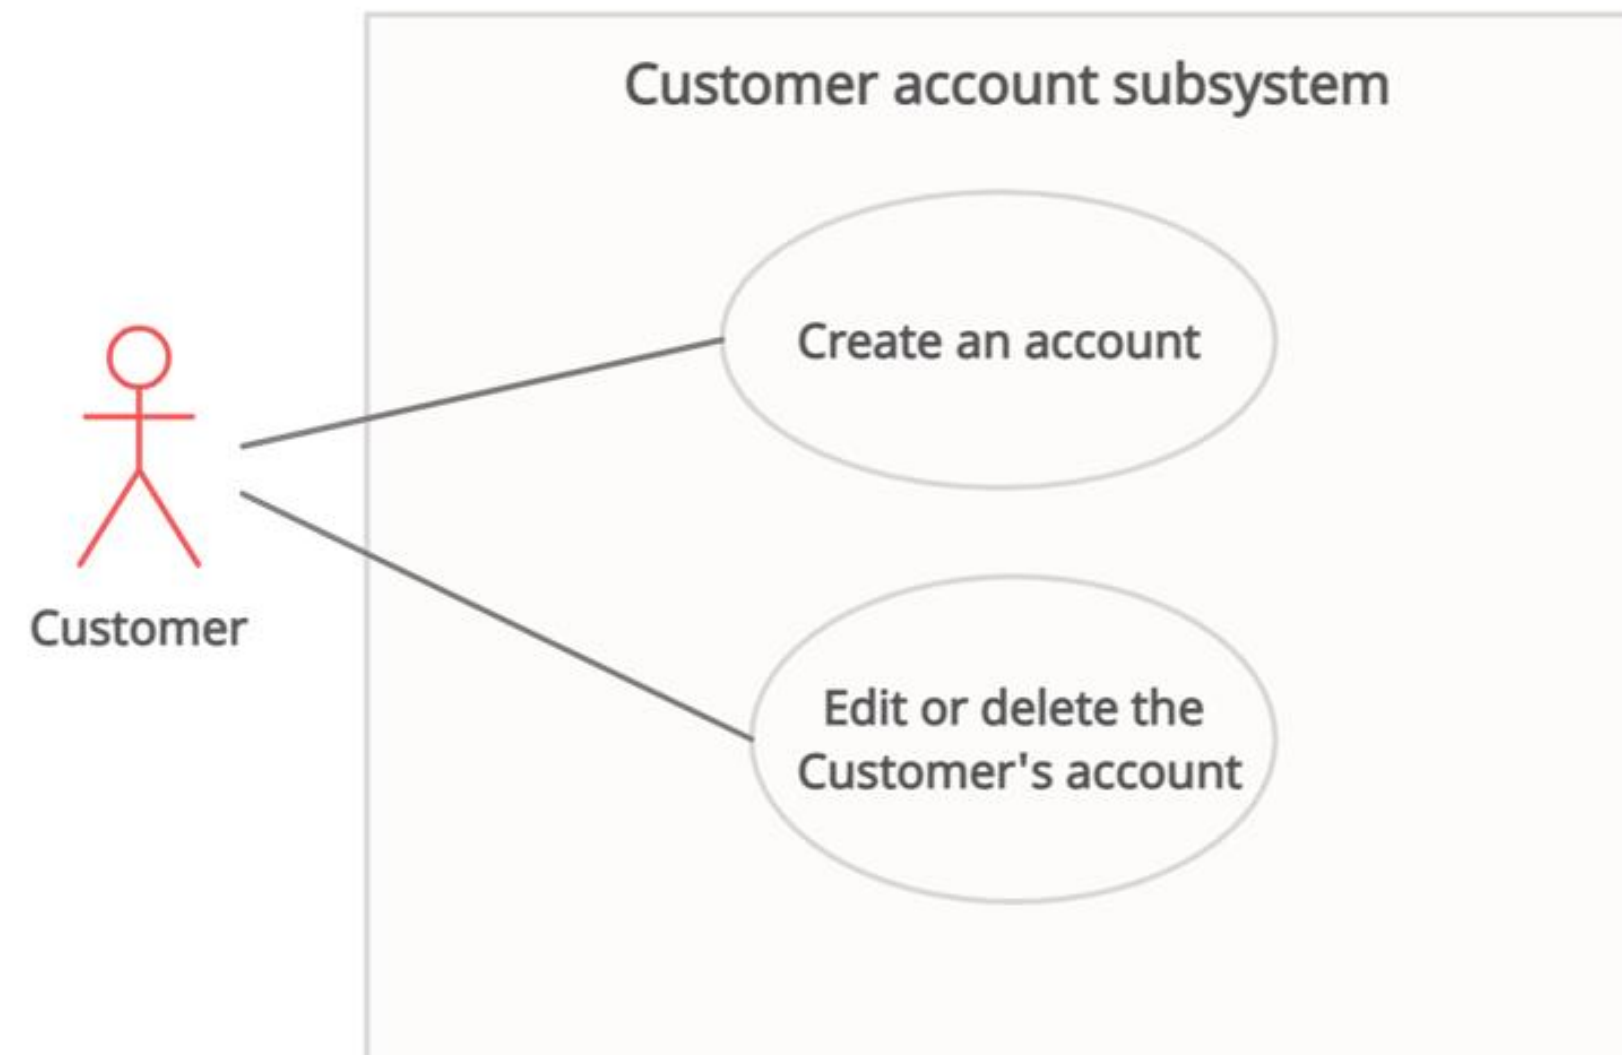 Customer account subsystem
Create an account
Customer
Edit or delete the
Customer's account